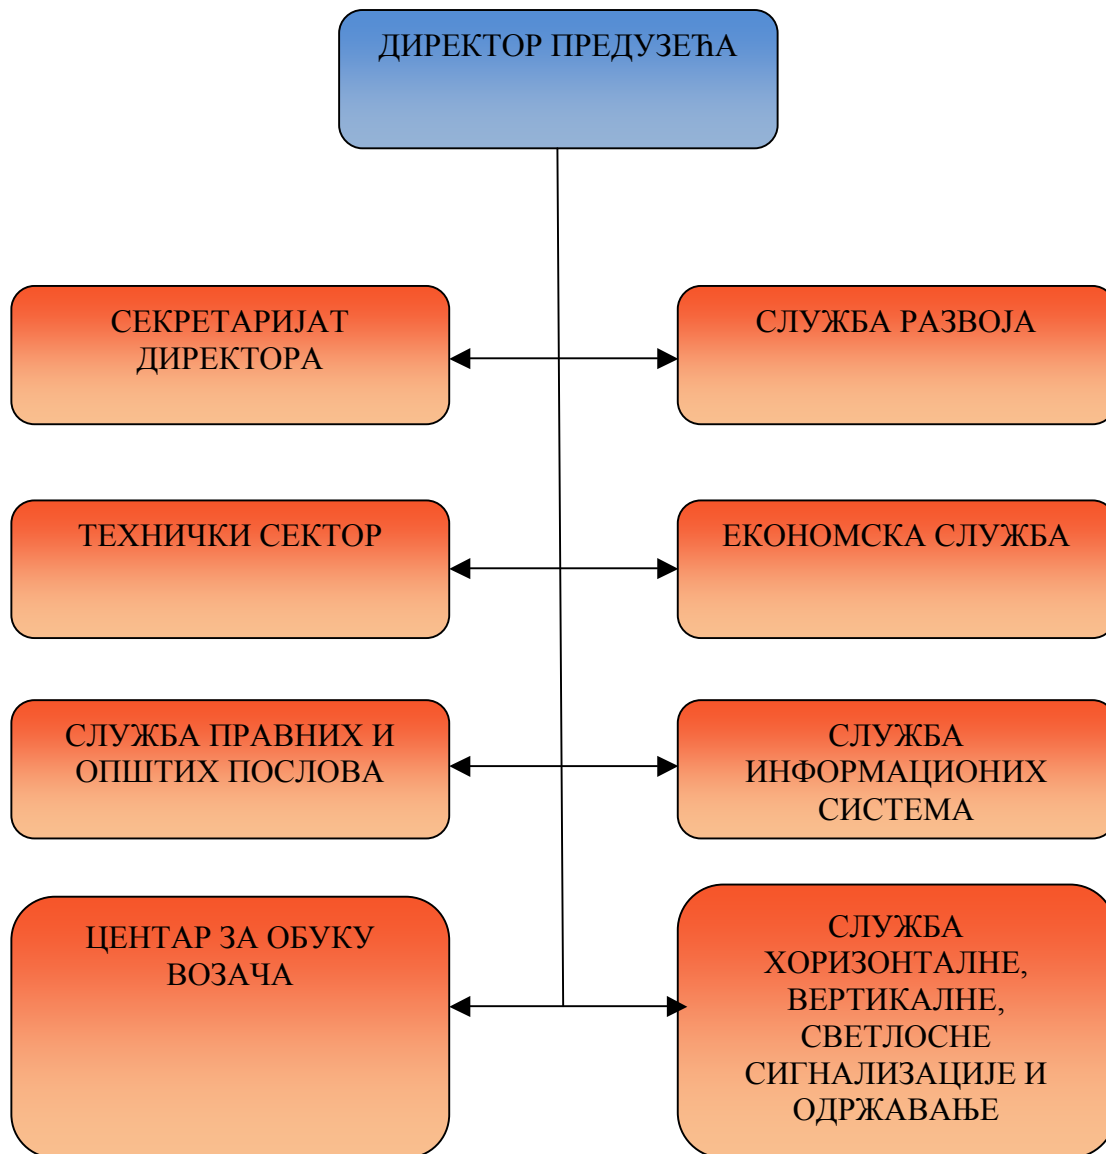 ДИРЕКТОР ПРЕДУЗЕЋА
СЕКРЕТАРИЈАТ
ДИРЕКТОРА
СЛУЖБА РАЗВОЈА
ТЕХНИЧКИ СЕКТОР
ЕКОНОМСКА СЛУЖБА
СЛУЖБА ПРАВНИХ И
ОПШТИХ ПОСЛОВА
СЛУЖБА
ИНФОРМАЦИОНИХ
СИСТЕМА
ЦЕНТАР ЗА ОБУКУ
ВОЗАЧА
СЛУЖБА
ХОРИЗОНТАЛНЕ,
ВЕРТИКАЛНЕ,
СВЕТЛОСНЕ
СИГНАЛИЗАЦИЈЕ И
ОДРЖАВАЊЕ